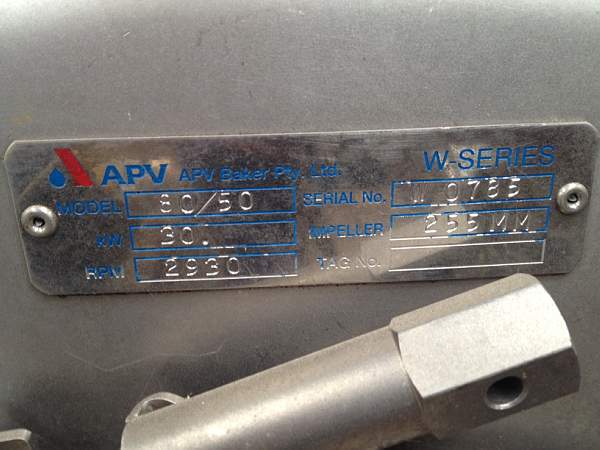 APV APV Baker Pty. Ltd. W-SERIES
MODEL 80/50 SERIAL No. W 0785
KW 30. IMPELLER 255 MM
RPM 2930 TAG No.